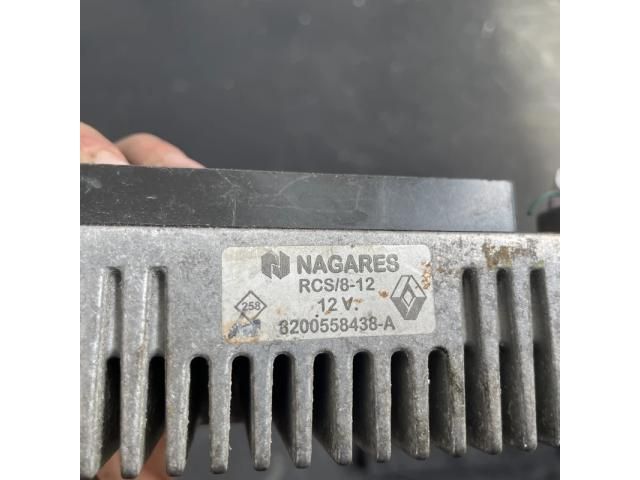 NAGARES
RCS/8-12
258
12 V.
8200558438-A